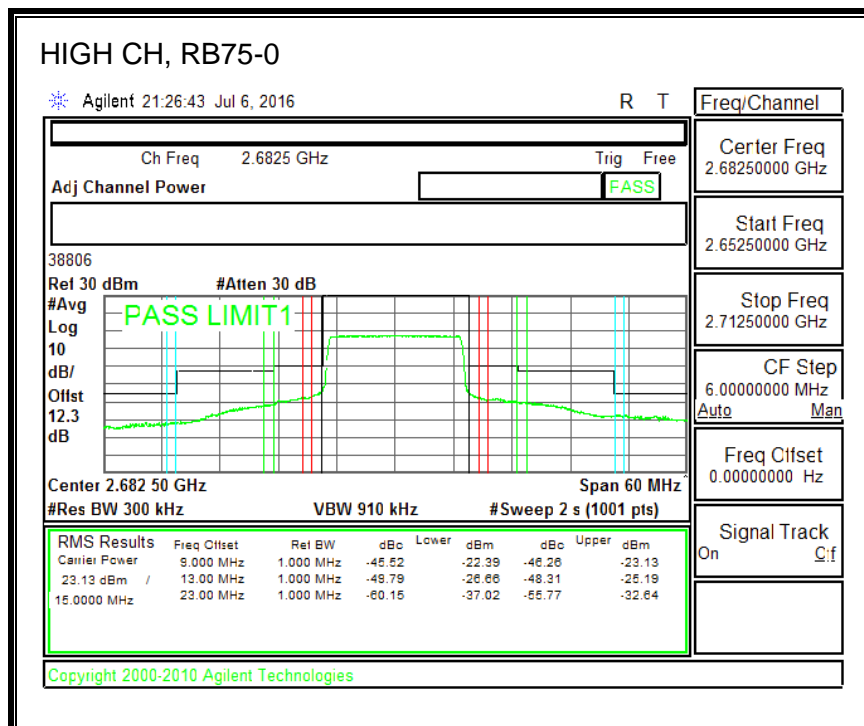 HIGH CH, RB75-0
Agilent 21:26:43 Jul 6, 2016 R T
Freq/Channel
Ch Freq 2.6825 GHz Trig Free
Adj Channel Power FASS
Center Freq
2.68250000 GHz
Start Freq
2.65250000 GHz
Stop Freq
2.71250000 GHz
CF Step
6.00000000 MHz
Auto Man
Freq Offset
0.00000000 Hz
Signal Track
On
38806
Ref 30 dBm #Atten 30 dB
#Avg
Log
10
dB/
Offst
12.3
dB
PASS LIMIT1
Center 2.682 50 GHz Span 60 MHz
#Res BW 300 kHz VBW 910 kHz #Sweep 2 s (1001 pts)
RMS Results Freq Offset Ref BW dBc Lower dBm dBc Upper dBm
Carrier Power 9.000 MHz 1.000 MHz -45.52 -22.39 -46.26 -23.13
23.13 dBm / 13.00 MHz 1.000 MHz -49.79 -26.66 -48.31 -25.19
15.0000 MHz 23.00 MHz 1.000 MHz -60.15 -37.02 -55.77 -32.64
Copyright 2000-2010 Agilent Technologies